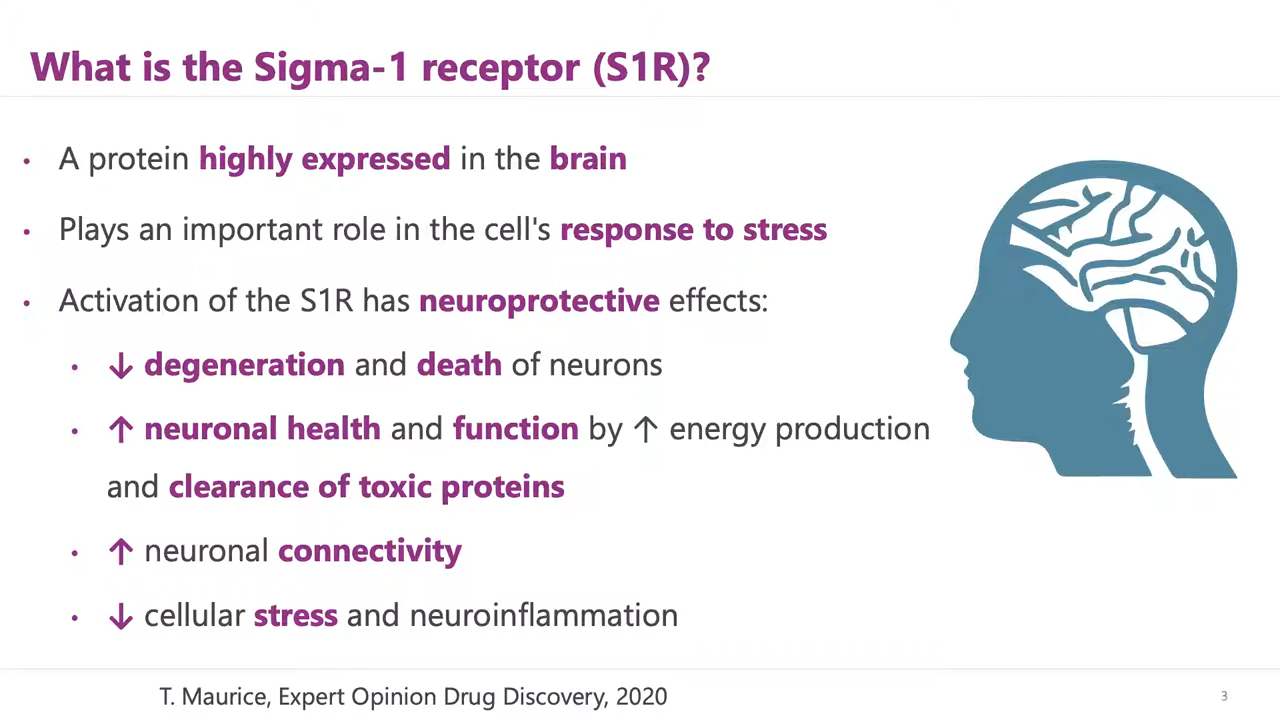 What is the Sigma-1 receptor (S1R)?
• A protein highly expressed in the brain
• Plays an important role in the cell's response to stress
• Activation of the S1R has neuroprotective effects:
• ↓ degeneration and death of neurons
• ↑ neuronal health and function by ↑ energy production
and clearance of toxic proteins
• ↑ neuronal connectivity
• ↓ cellular stress and neuroinflammation
T. Maurice, Expert Opinion Drug Discovery, 2020
3